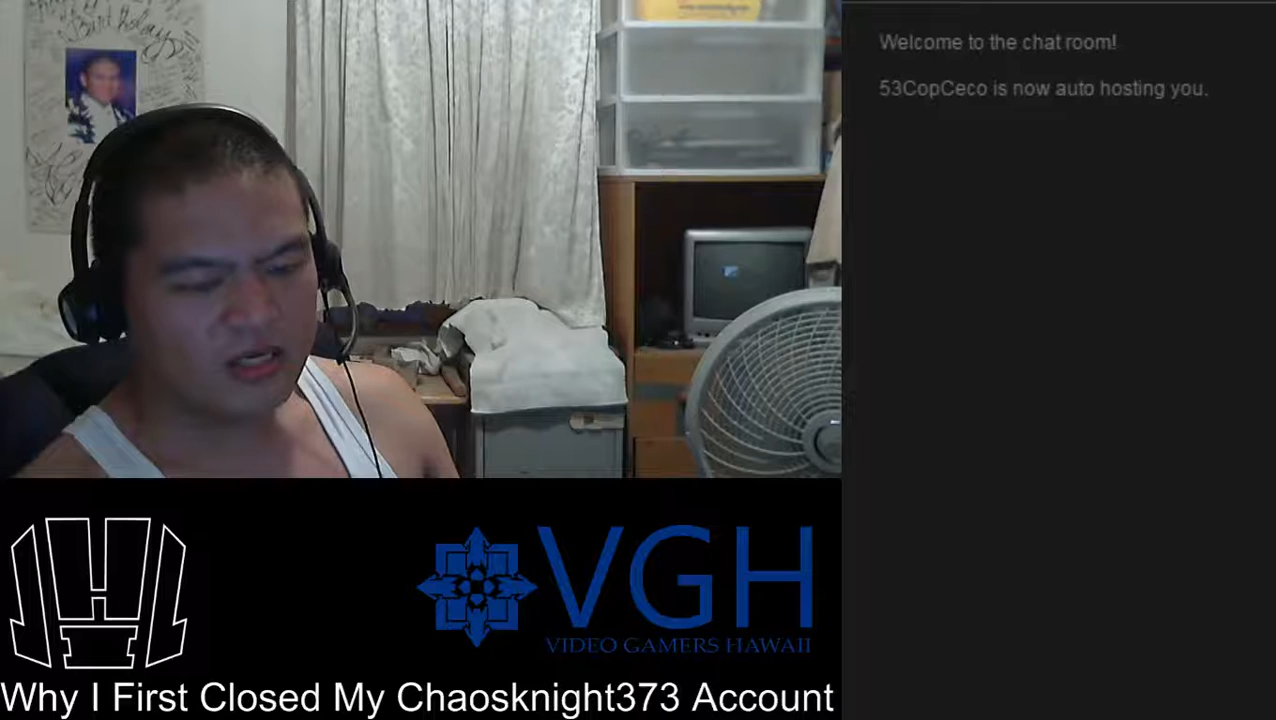 Birthday
Welcome to the chat room!
53CopCeco is now auto hosting you.
VGH
VIDEO GAMERS HAWAII
Why I First Closed My Chaosknight373 Account